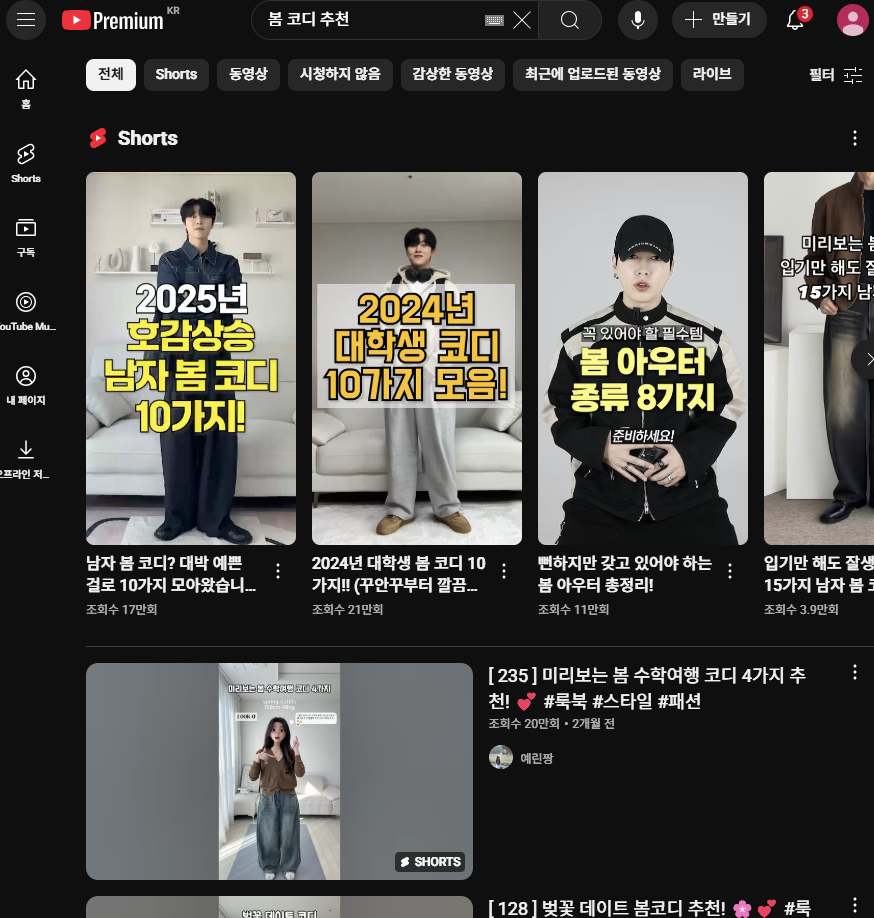 Premium KR
봄 코디 추천
만들기
3
전체
Shorts
동영상
시청하지 않음
감상한 동영상
최근에 업로드된 동영상
라이브
필터
홈
Shorts
구독
YouTube Mu...
내 페이지
오프라인 저...
Shorts
2025년
호감상승
남자 봄 코디
10가지!
남자 봄 코디? 대박 예쁜
걸로 10가지 모아왔습니...
조회수 17만회
2024년
대학생 코디
10가지 모음!
2024년 대학생 봄 코디 10
가지!! (꾸안꾸부터 깔끔...
조회수 21만회
꼭 있어야 할 필수템
봄 아우터
종류 8가지
준비하세요!
뻔하지만 갖고 있어야 하는
봄 아우터 총정리!
조회수 11만회
미리보는 봄
입기만 해도 잘
15가지 남
입기만 해도 잘생
15가지 남자 봄 코
조회수 3.9만회
미리보는 봄 수학여행 코디 4가지
LOOK 0
SHORTS
[ 235 ] 미리보는 봄 수학여행 코디 4가지 추
천! 💕 #룩북 #스타일 #패션
조회수 20만회 • 2개월 전
예린짱
벚꽃 데이트 코디
[ 128 ] 벚꽃 데이트 봄코디 추천! 🌸 💕 #룩